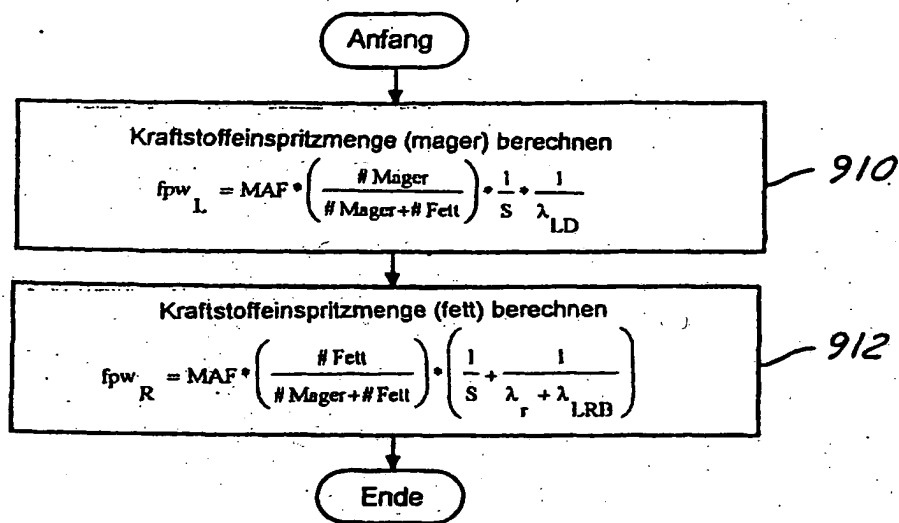 Anfang
Kraftstoffeinspritzmenge (mager) berechnen
fpw_L = MAF * (# Mager / # Mager+# Fett) * 1/S * 1/λ_LD
910
Kraftstoffeinspritzmenge (fett) berechnen
fpw_R = MAF * (# Fett / # Mager+# Fett) * (1/S + 1/λ_r + λ_LRB)
912
Ende